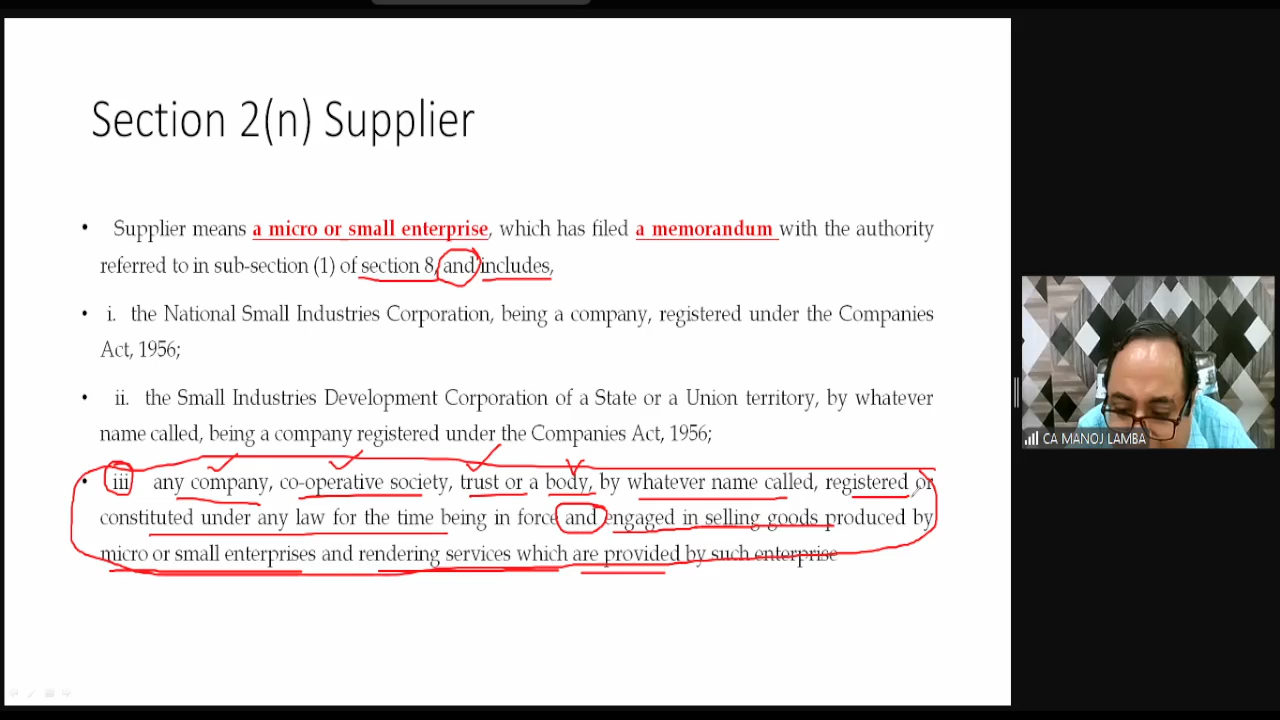 Section 2(n) Supplier
• Supplier means a micro or small enterprise, which has filed a memorandum with the authority
referred to in sub-section (1) of section 8, and includes,
• i. the National Small Industries Corporation, being a company, registered under the Companies
Act, 1956;
• ii. the Small Industries Development Corporation of a State or a Union territory, by whatever
name called, being a company registered under the Companies Act, 1956;
• iii any company, co-operative society, trust or a body, by whatever name called, registered or
constituted under any law for the time being in force and engaged in selling goods produced by
micro or small enterprises and rendering services which are provided by such enterprise
CA MANOJ LAMBA